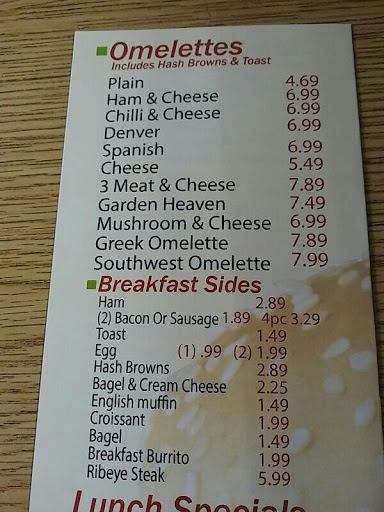 Omelettes
Includes Hash Browns & Toast
Plain 4.69
Ham & Cheese 6.99
Chilli & Cheese 6.99
Denver 6.99
Spanish 6.99
Cheese 5.49
3 Meat & Cheese 7.89
Garden Heaven 7.49
Mushroom & Cheese 6.99
Greek Omelette 7.89
Southwest Omelette 7.99
Breakfast Sides
Ham 2.89
(2) Bacon Or Sausage 1.89 4pc 3.29
Toast 1.49
Egg (1) .99 (2) 1.99
Hash Browns 2.89
Bagel & Cream Cheese 2.25
English muffin 1.49
Croissant 1.99
Bagel 1.49
Breakfast Burrito 1.99
Ribeye Steak 5.99
Lunch Specials